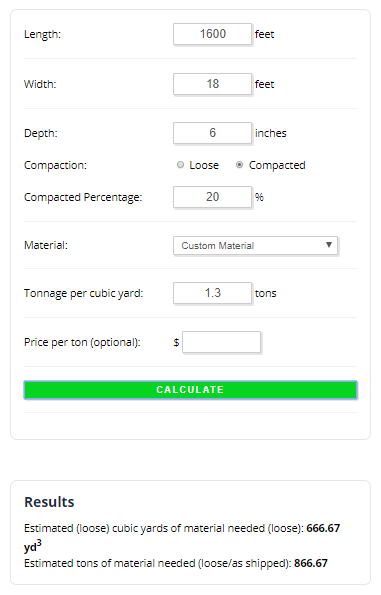 Length: 1600 feet
Width: 18 feet
Depth: 6 inches
Compaction: Loose Compacted
Compacted Percentage: 20 %
Material: Custom Material
Tonnage per cubic yard: 1.3 tons
Price per ton (optional): $
CALCULATE
Results
Estimated (loose) cubic yards of material needed (loose): 666.67
yd³
Estimated tons of material needed (loose/as shipped): 866.67